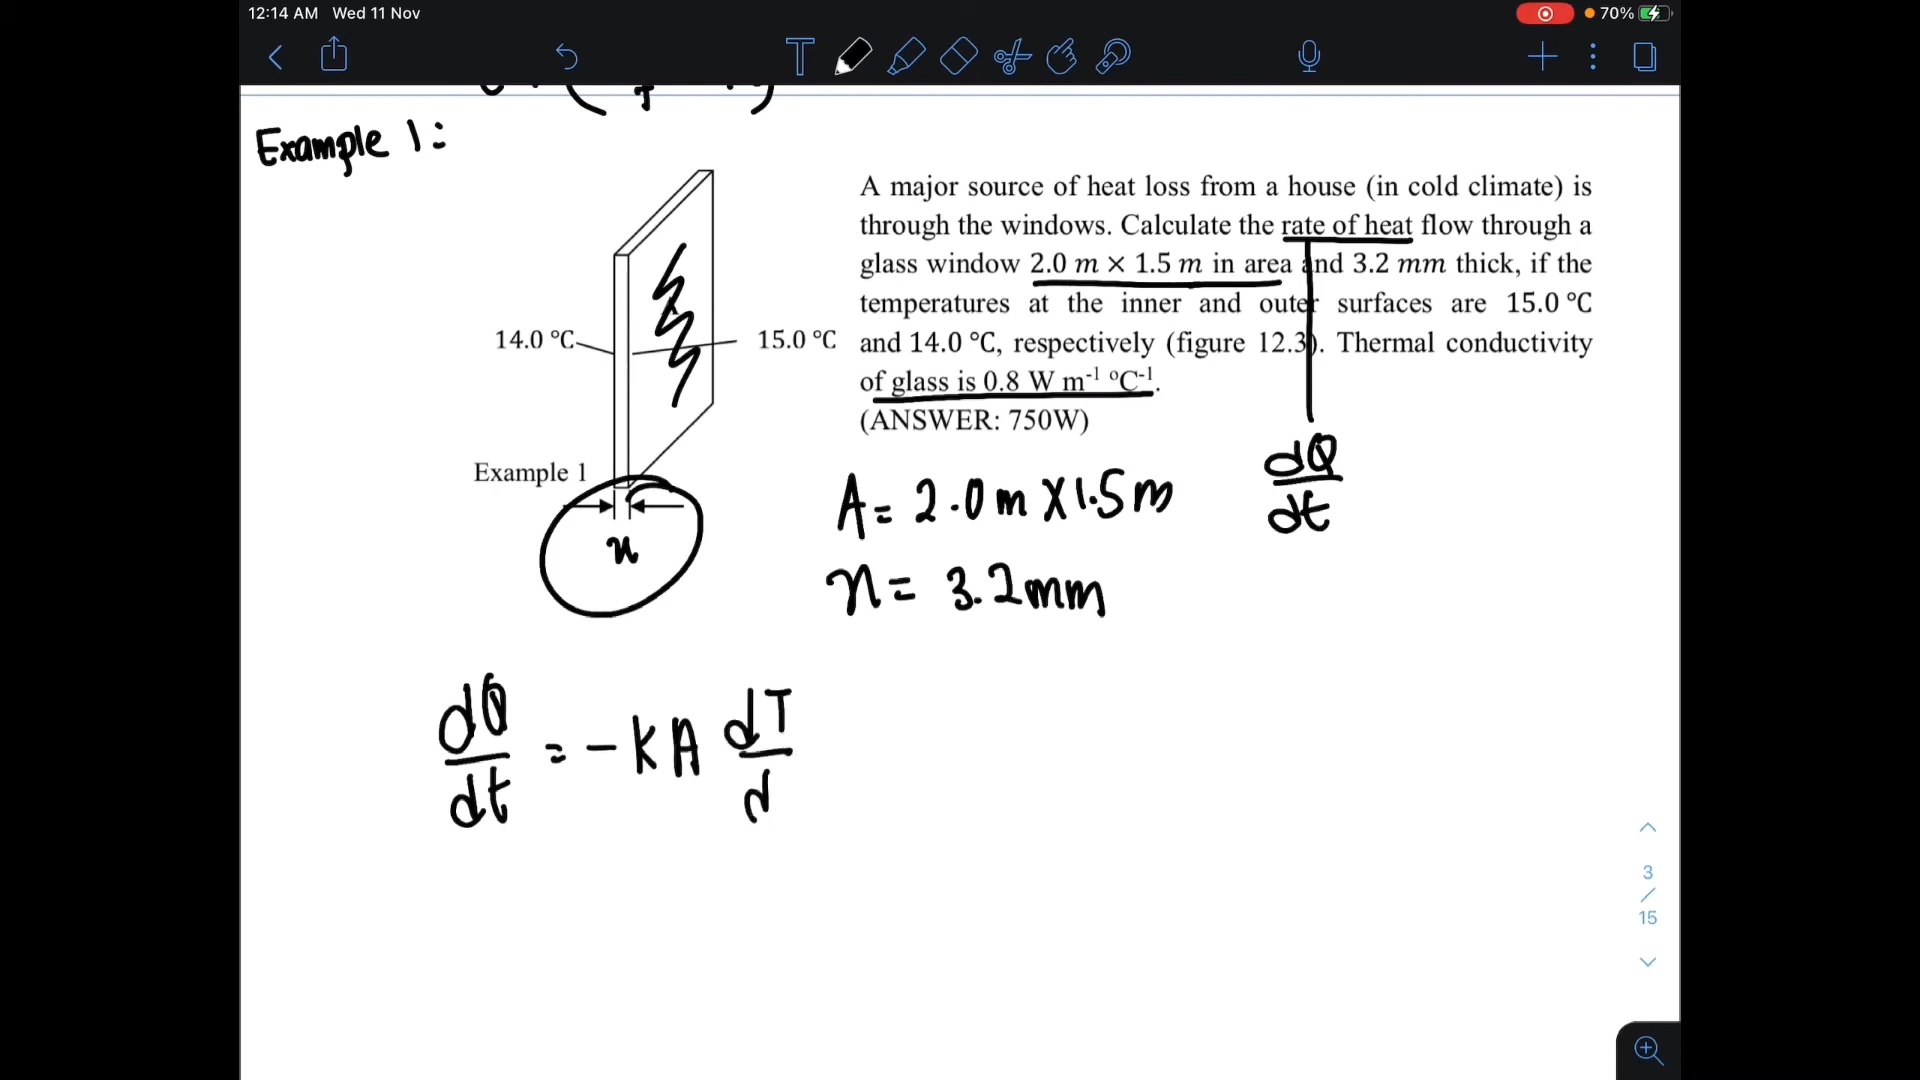 12:14 AM Wed 11 Nov
70%
Example 1:
A major source of heat loss from a house (in cold climate) is
through the windows. Calculate the rate of heat flow through a
glass window 2.0 m × 1.5 m in area and 3.2 mm thick, if the
temperatures at the inner and outer surfaces are 15.0 °C
and 14.0 °C, respectively (figure 12.3). Thermal conductivity
of glass is 0.8 W m⁻¹ °C⁻¹.
(ANSWER: 750W)
14.0 °C
15.0 °C
Example 1
x
A = 2.0 m × 1.5 m
x = 3.2 mm
dQ
dt
dQ/dt = -kA dT/d
3
/
15